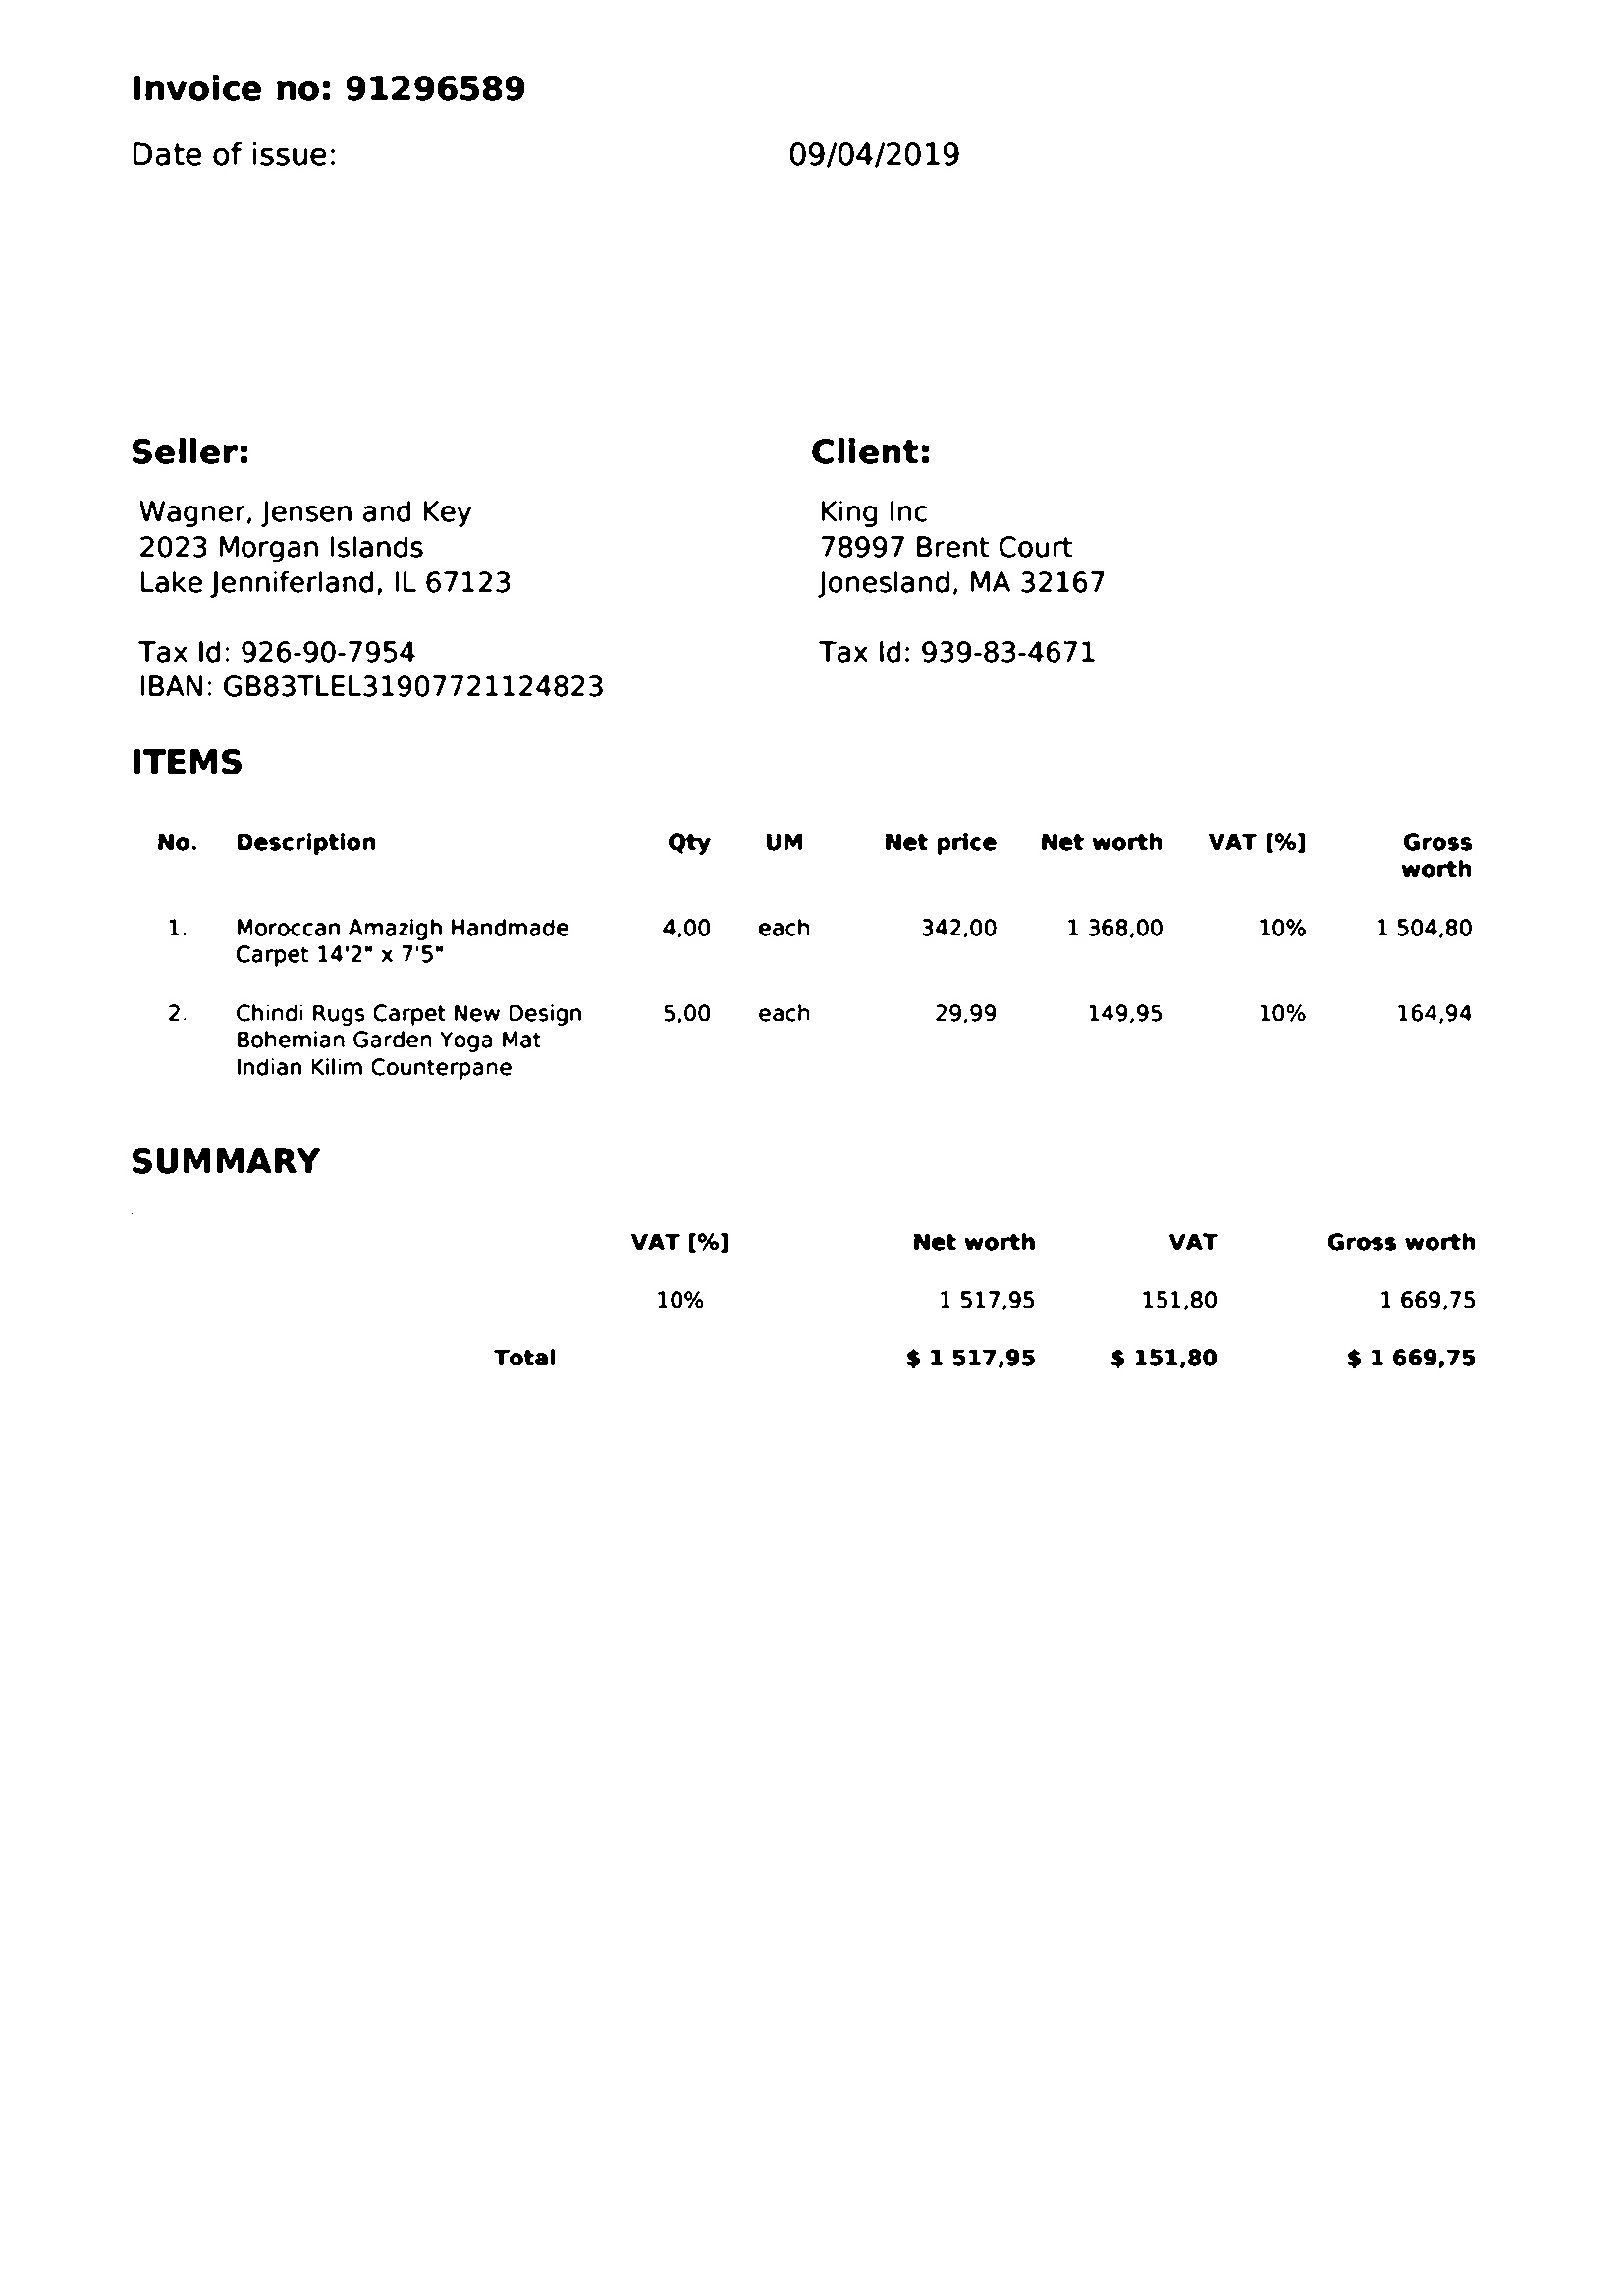 Invoice no: 91296589
Date of issue: 09/04/2019
Seller:
Wagner, Jensen and Key
2023 Morgan Islands
Lake Jenniferland, IL 67123
Tax Id: 926-90-7954
IBAN: GB83TLEL31907721124823
Client:
King Inc
78997 Brent Court
Jonesland, MA 32167
Tax Id: 939-83-4671
ITEMS
No. Description Qty UM Net price Net worth VAT [%] Gross
worth
1. Moroccan Amazigh Handmade 4,00 each 342,00 1 368,00 10% 1 504,80
Carpet 14'2" x 7'5"
2. Chindi Rugs Carpet New Design 5,00 each 29,99 149,95 10% 164,94
Bohemian Garden Yoga Mat
Indian Kilim Counterpane
SUMMARY
VAT [%] Net worth VAT Gross worth
10% 1 517,95 151,80 1 669,75
Total $ 1 517,95 $ 151,80 $ 1 669,75